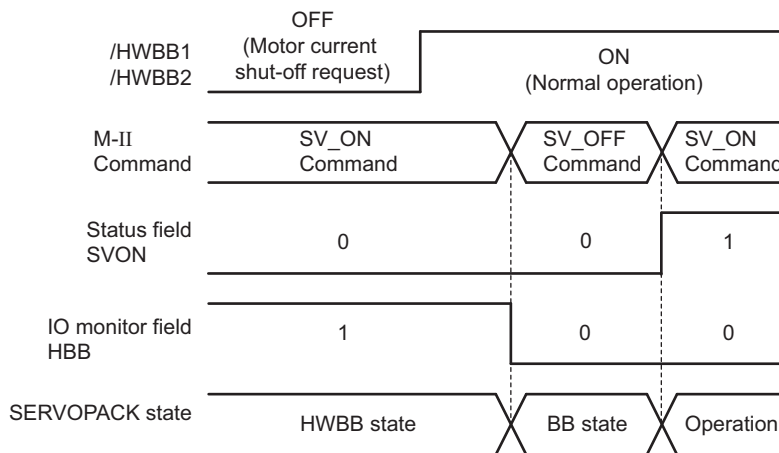 OFF
(Motor current
shut-off request)
/HWBB1
/HWBB2
ON
(Normal operation)
M-II
Command
SV_ON
Command
SV_OFF
Command
SV_ON
Command
Status field
SVON
0
0
1
IO monitor field
HBB
1
0
0
SERVOPACK state
HWBB state
BB state
Operation